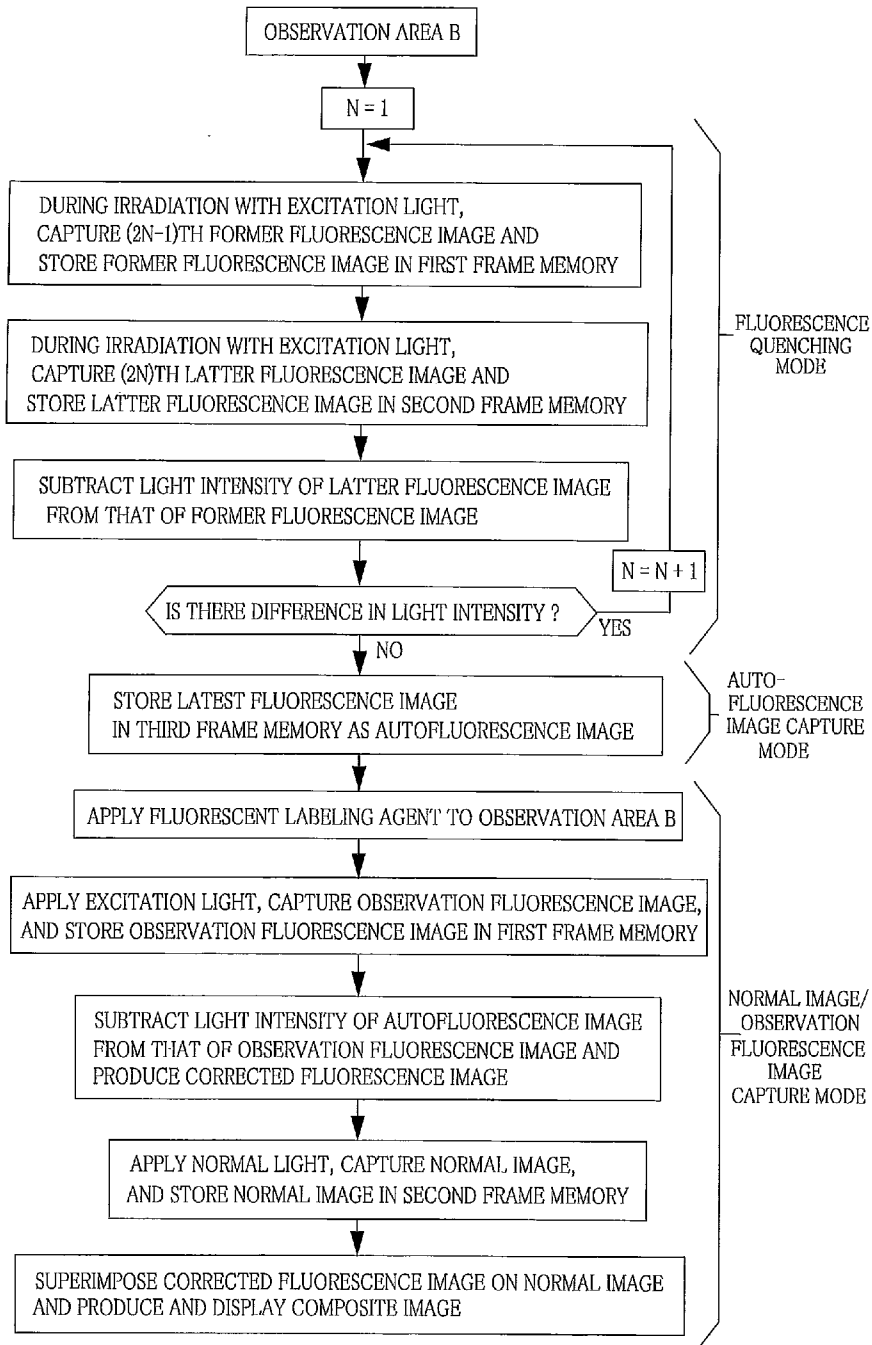 OBSERVATION AREA B
N = 1
DURING IRRADIATION WITH EXCITATION LIGHT,
CAPTURE (2N-1)TH FORMER FLUORESCENCE IMAGE AND
STORE FORMER FLUORESCENCE IMAGE IN FIRST FRAME MEMORY
DURING IRRADIATION WITH EXCITATION LIGHT,
CAPTURE (2N)TH LATTER FLUORESCENCE IMAGE AND
STORE LATTER FLUORESCENCE IMAGE IN SECOND FRAME MEMORY
FLUORESCENCE
QUENCHING
MODE
SUBTRACT LIGHT INTENSITY OF LATTER FLUORESCENCE IMAGE
FROM THAT OF FORMER FLUORESCENCE IMAGE
N = N + 1
IS THERE DIFFERENCE IN LIGHT INTENSITY ?
YES
NO
STORE LATEST FLUORESCENCE IMAGE
IN THIRD FRAME MEMORY AS AUTOFLUORESCENCE IMAGE
AUTO-
FLUORESCENCE
IMAGE CAPTURE
MODE
APPLY FLUORESCENT LABELING AGENT TO OBSERVATION AREA B
APPLY EXCITATION LIGHT, CAPTURE OBSERVATION FLUORESCENCE IMAGE,
AND STORE OBSERVATION FLUORESCENCE IMAGE IN FIRST FRAME MEMORY
SUBTRACT LIGHT INTENSITY OF AUTOFLUORESCENCE IMAGE
FROM THAT OF OBSERVATION FLUORESCENCE IMAGE AND
PRODUCE CORRECTED FLUORESCENCE IMAGE
NORMAL IMAGE/
OBSERVATION
FLUORESCENCE
IMAGE
CAPTURE MODE
APPLY NORMAL LIGHT, CAPTURE NORMAL IMAGE,
AND STORE NORMAL IMAGE IN SECOND FRAME MEMORY
SUPERIMPOSE CORRECTED FLUORESCENCE IMAGE ON NORMAL IMAGE
AND PRODUCE AND DISPLAY COMPOSITE IMAGE